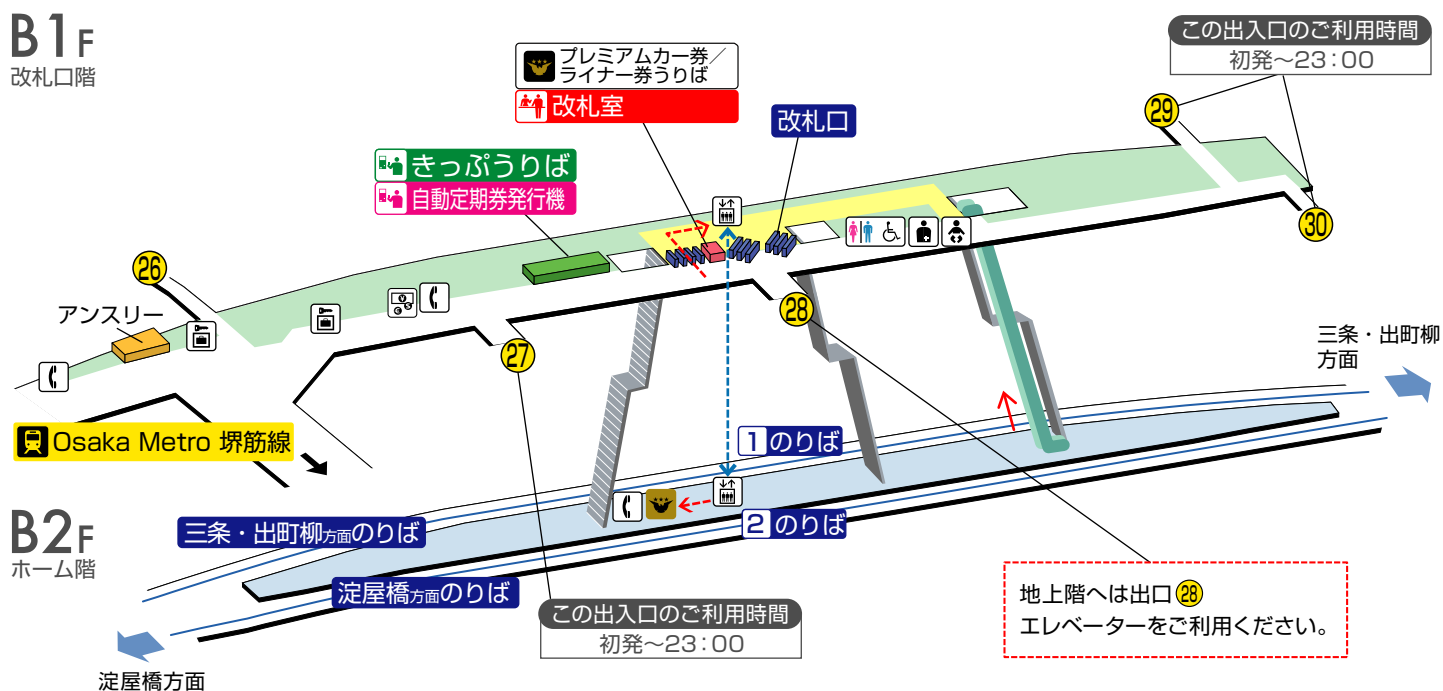 B1F
改札口階
この出入口のご利用時間
初発～23：00
プレミアムカー券／
ライナー券うりば
改札室
改札口
きっぷうりば
自動定期券発行機
29
30
26
アンスリー
28
27
三条・出町柳
方面
Osaka Metro 堺筋線
1 のりば
2 のりば
B2F
ホーム階
三条・出町柳方面のりば
淀屋橋方面のりば
この出入口のご利用時間
初発～23：00
地上階へは出口28
エレベーターをご利用ください。
淀屋橋方面